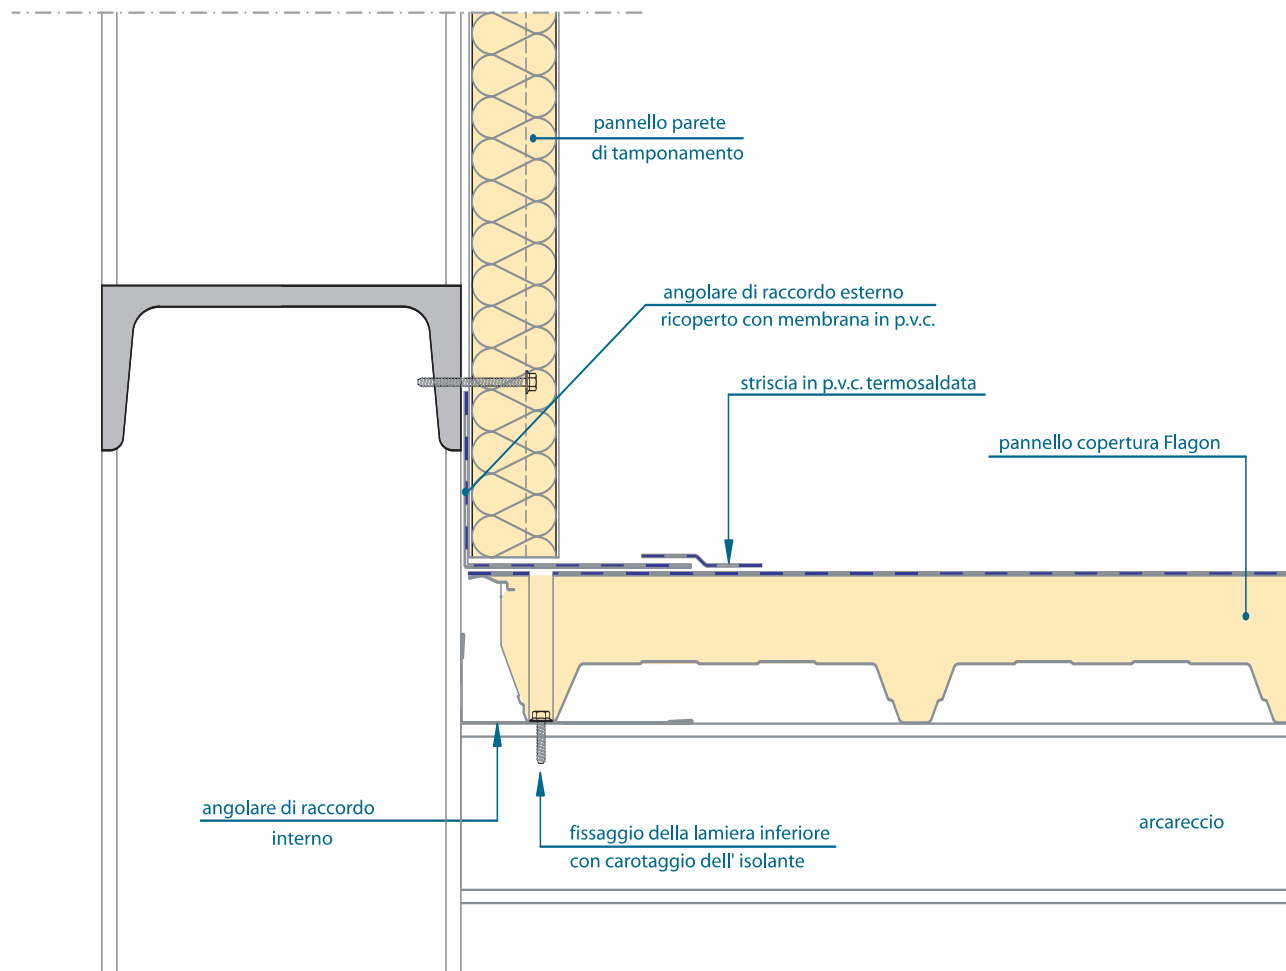 pannello parete
di tamponamento
angolare di raccordo esterno
ricoperto con membrana in p.v.c.
striscia in p.v.c. termosaldata
pannello copertura Flagon
angolare di raccordo
interno
fissaggio della lamiera inferiore
con carotaggio dell' isolante
arcareccio